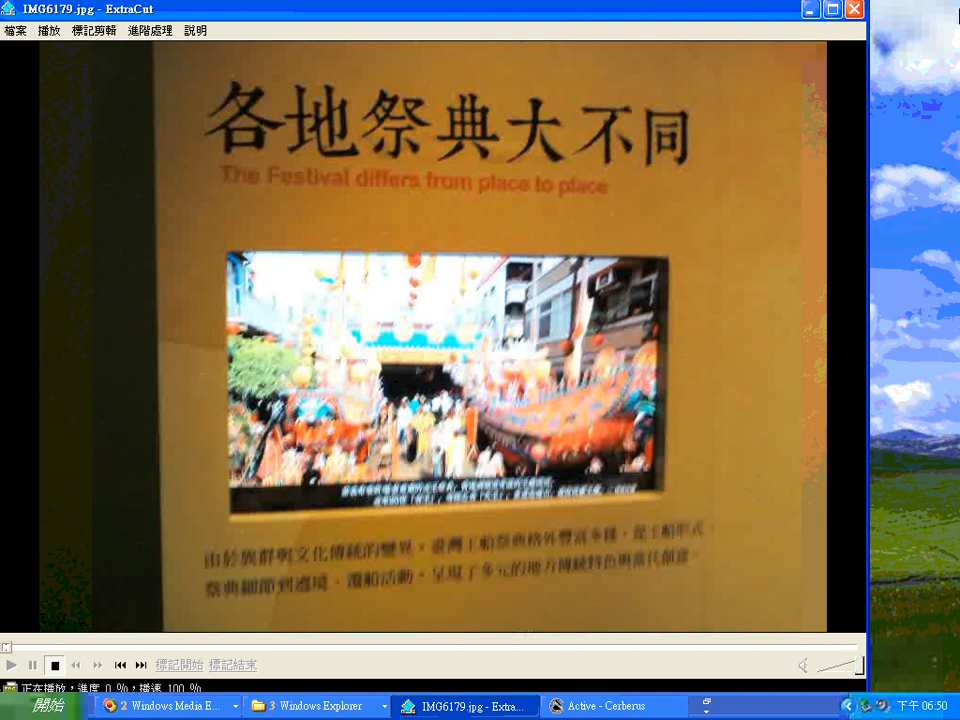 IMG6179.jpg - ExtraCut
檔案 播放 標記剪輯 進階處理 說明
各地祭典大不同
The Festival differs from place to place
由於族群與文化傳統的豐異，臺灣王船祭典格外豐富多樣，從王船形式、
祭典細節到遶境、遷船活動，呈現了多元的地方傳統特色與當代創意。
標記開始 標記結束
正在播放，進度 0 %，播速 100 %
開始
2 Windows Media E...
3 Windows Explorer
IMG6179.jpg - Extra...
Active - Cerberus
下午 06:50